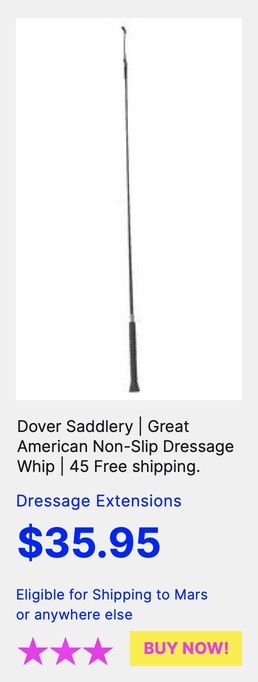 Dover Saddlery | Great
American Non-Slip Dressage
Whip | 45 Free shipping.
Dressage Extensions
$35.95
Eligible for Shipping to Mars
or anywhere else
BUY NOW!